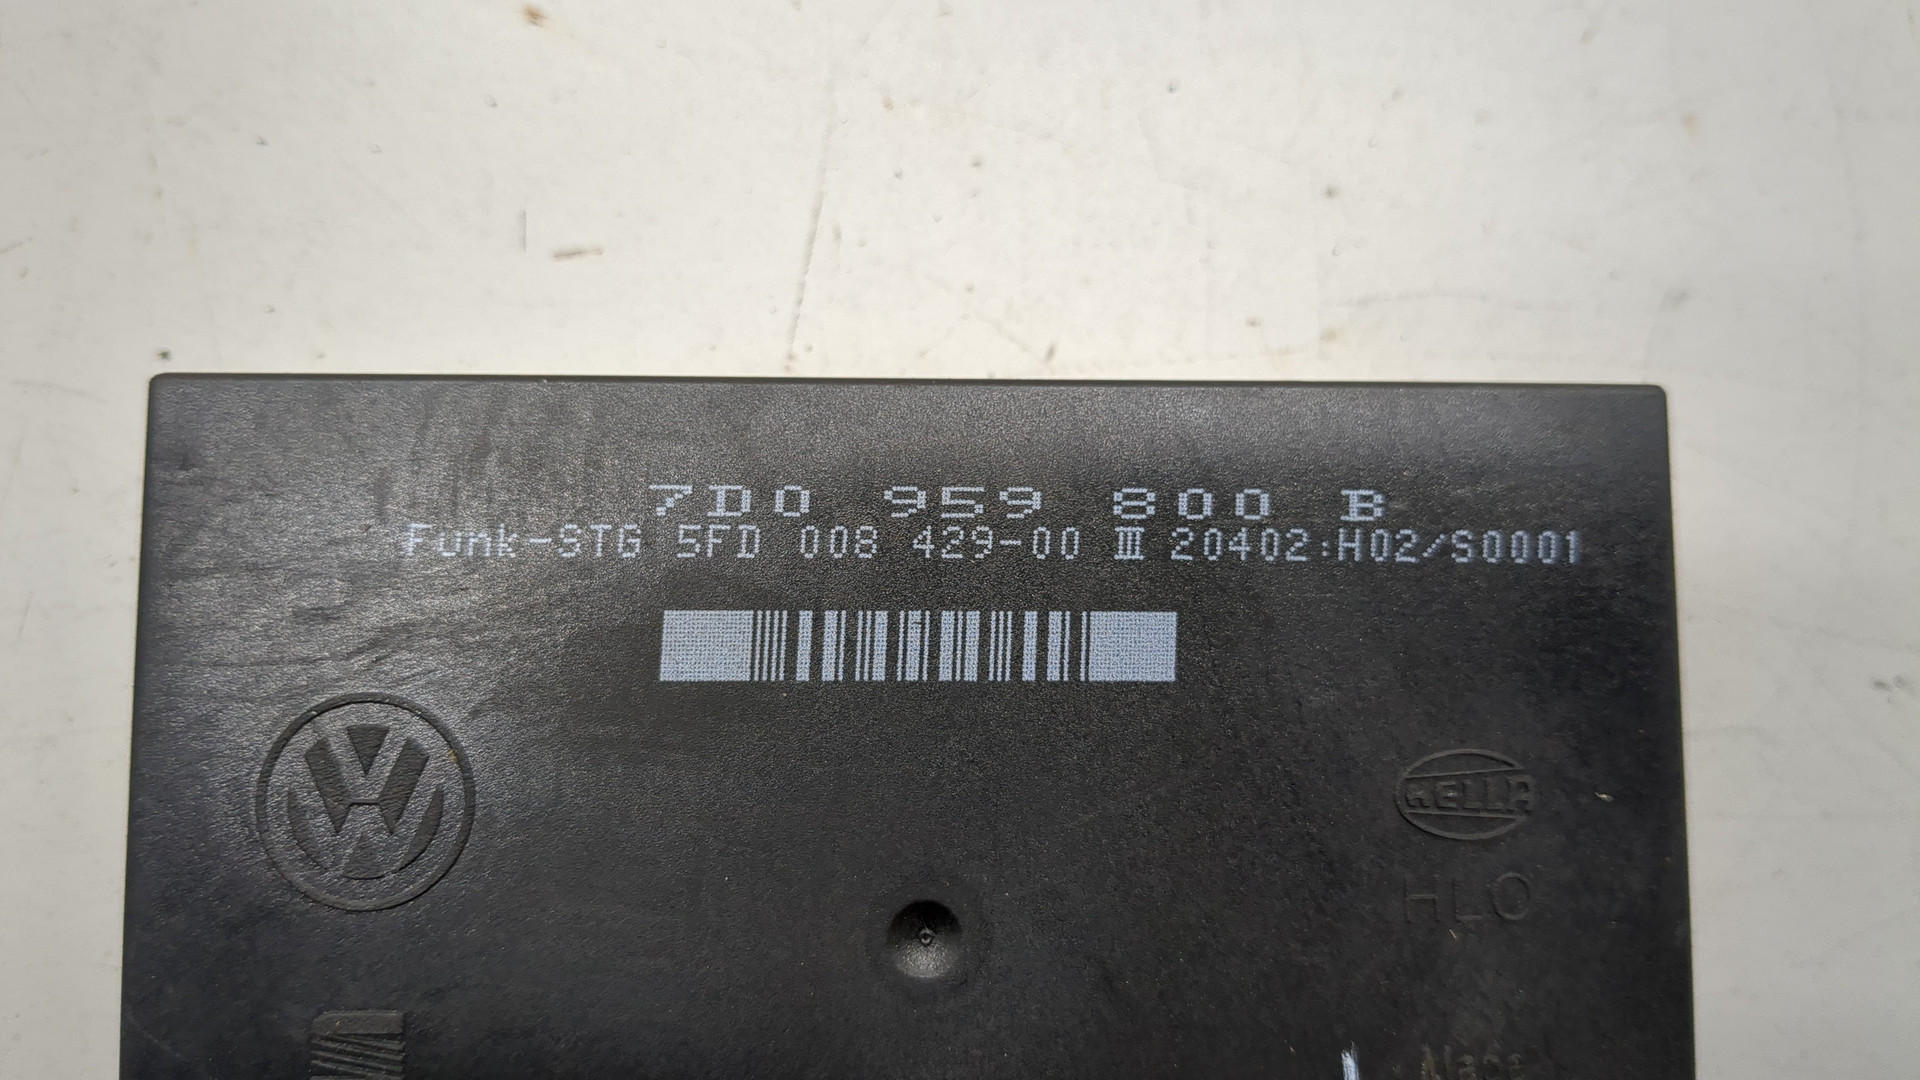 7D0 959 800 B
Funk-STG 5FD 008 429-00 III 20402:H02/S0001
HELLA
HLO